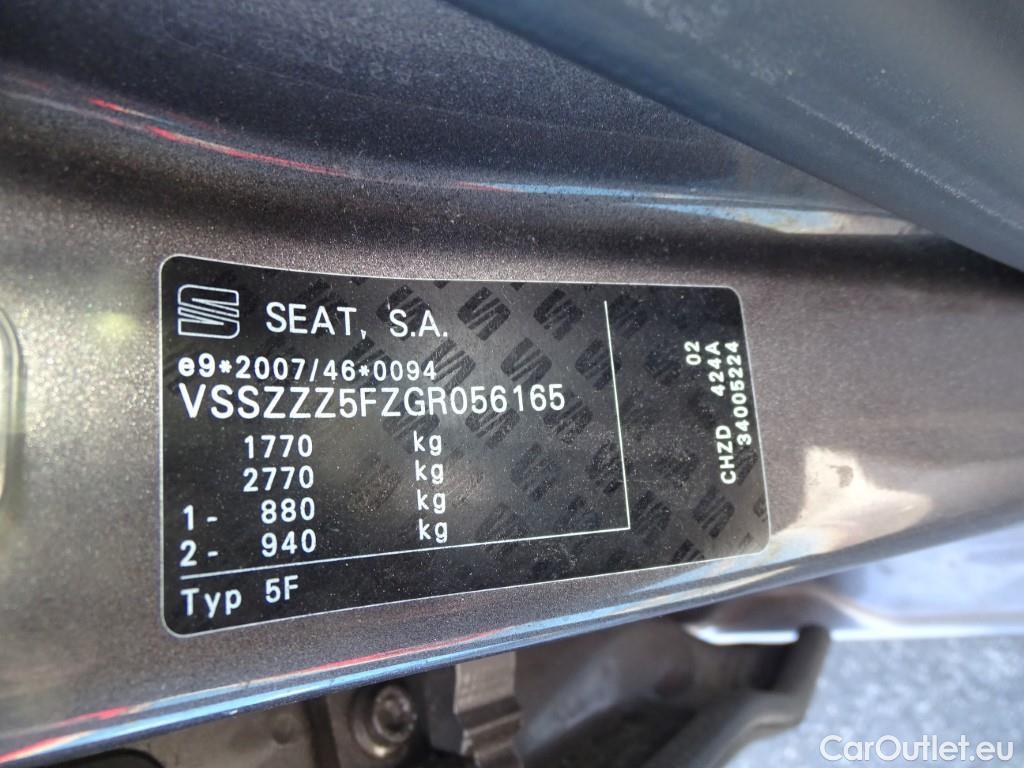 SEAT, S.A.
e9*2007/46*0094
VSSZZZ5FZGR056165
1770 kg
2770 kg
1- 880 kg
2- 940 kg
Typ 5F
02
CHZD 424A
34005224
CarOutlet.eu